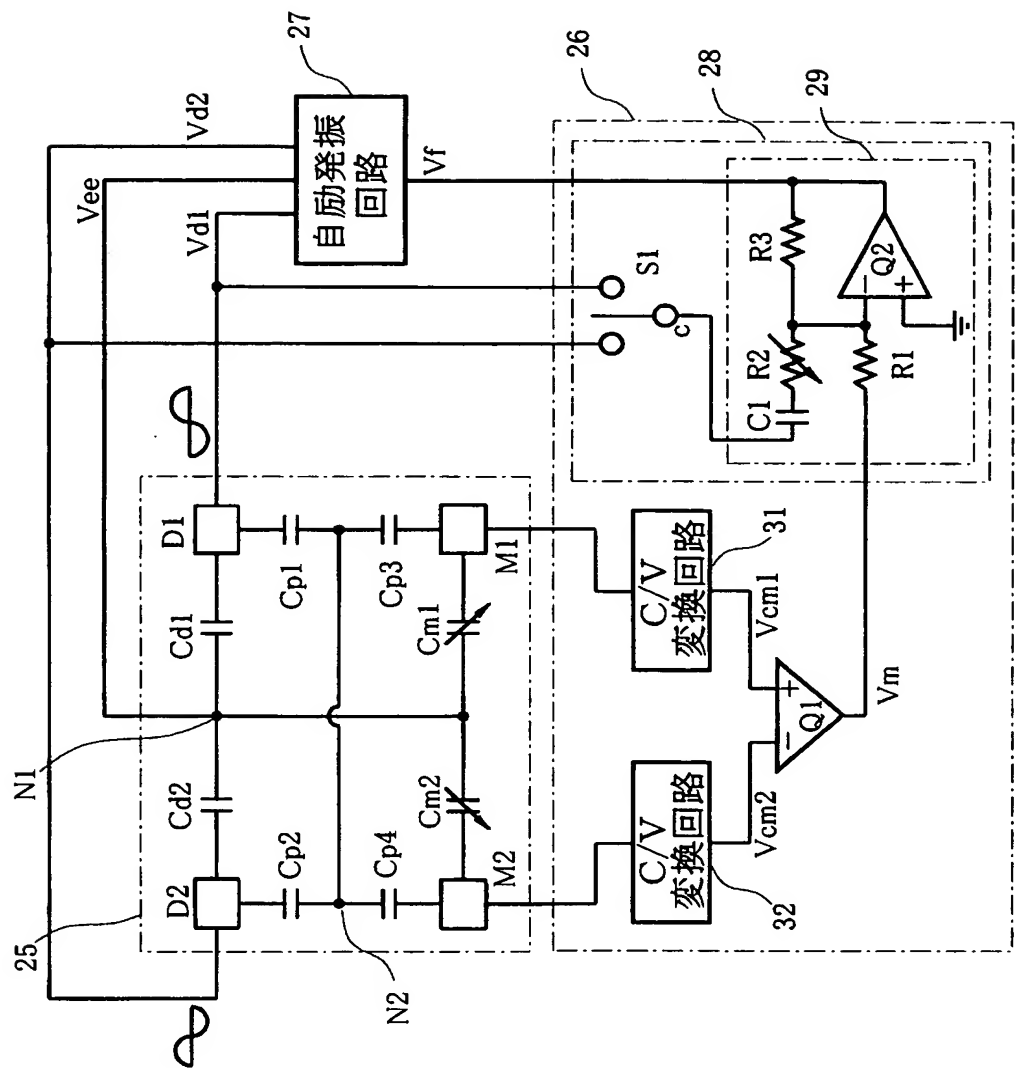 27
Vd2
Vee
Vd1
自励発振
回路
Vf
26
28
29
S1
c
R3
R2
C1
Q2
−
+
R1
25
N1
D2
Cd2
Cd1
D1
Cp2
Cp1
N2
Cp4
Cp3
Cm2
Cm1
M2
M1
C/V
変換回路
32
C/V
変換回路
31
Vcm2
Vcm1
−
+
Q1
Vm